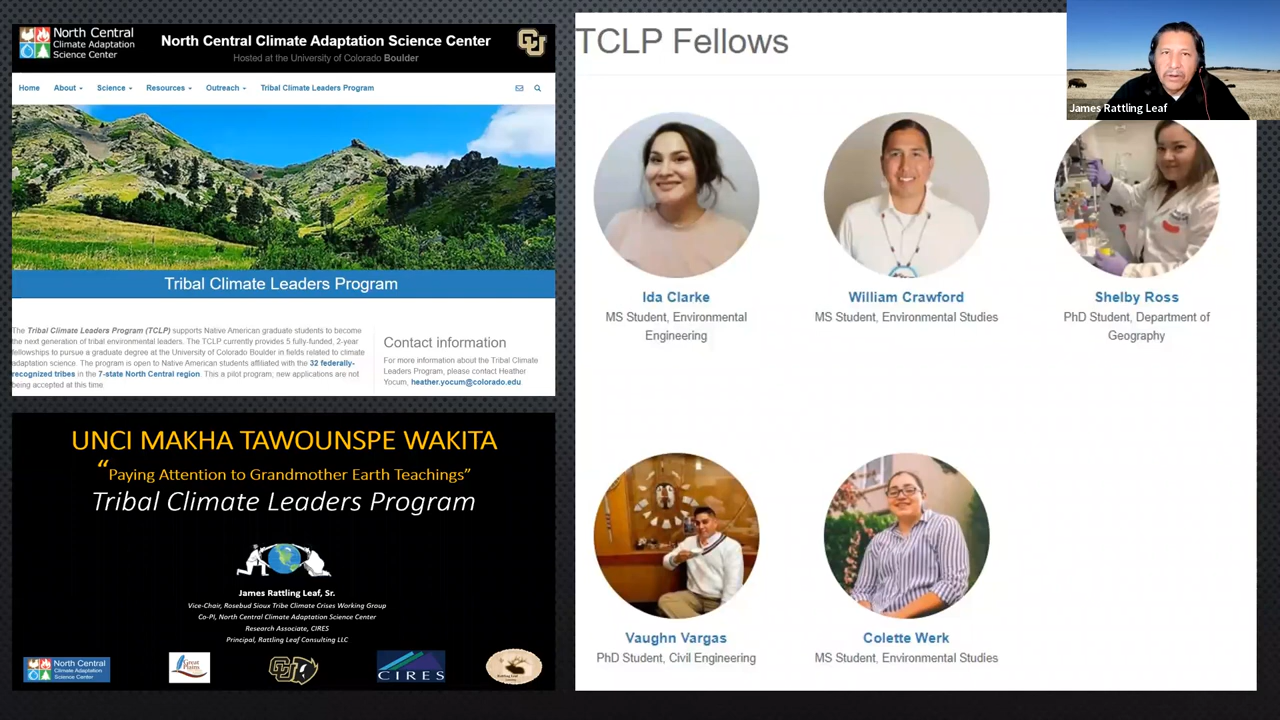 North Central
Climate Adaptation
Science Center
North Central Climate Adaptation Science Center
Hosted at the University of Colorado Boulder
CU
Home About Science Resources Outreach Tribal Climate Leaders Program
Tribal Climate Leaders Program
The Tribal Climate Leaders Program (TCLP) supports Native American graduate students to become
the next generation of tribal environmental leaders. The TCLP currently provides 5 fully-funded, 2-year
fellowships to pursue a graduate degree at the University of Colorado Boulder in fields related to climate
adaptation science. The program is open to Native American students affiliated with the 32 federally-
recognized tribes in the 7-state North Central region. This a pilot program, new applications are not
being accepted at this time
Contact information
For more information about the Tribal Climate
Leaders Program, please contact Heather
Yocum, heather.yocum@colorado.edu
UNCI MAKHA TAWOUNSPE WAKITA
“Paying Attention to Grandmother Earth Teachings”
Tribal Climate Leaders Program
James Rattling Leaf, Sr.
Vice-Chair, Rosebud Sioux Tribe Climate Crises Working Group
Co-PI, North Central Climate Adaptation Science Center
Research Associate, CIRES
Principal, Rattling Leaf Consulting LLC
North Central
Climate Adaptation
Science Center
Great
Plains
CU
CIRES
Rattling Leaf
TCLP Fellows
James Rattling Leaf
Ida Clarke
MS Student, Environmental
Engineering
William Crawford
MS Student, Environmental Studies
Shelby Ross
PhD Student, Department of
Geography
Vaughn Vargas
PhD Student, Civil Engineering
Colette Werk
MS Student, Environmental Studies